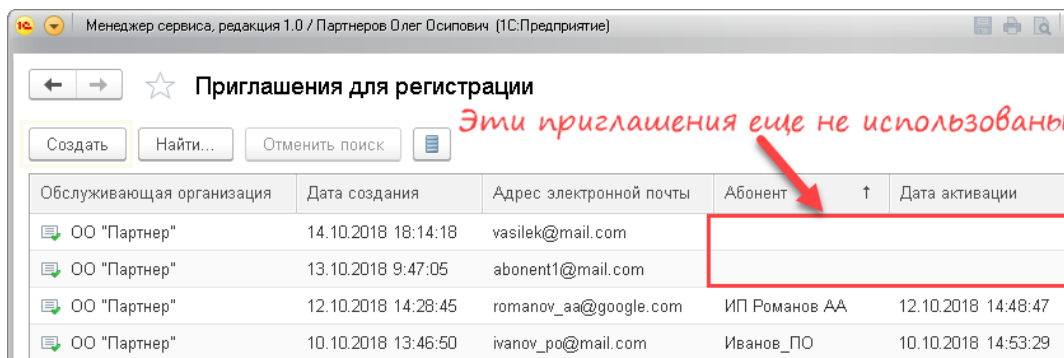 1С Менеджер сервиса, редакция 1.0 / Партнеров Олег Осипович (1С:Предприятие)
Приглашения для регистрации
Эти приглашения еще не использованы
Создать Найти... Отменить поиск
Обслуживающая организация Дата создания Адрес электронной почты Абонент ↑ Дата активации
ОО "Партнер" 14.10.2018 18:14:18 vasilek@mail.com
ОО "Партнер" 13.10.2018 9:47:05 abonent1@mail.com
ОО "Партнер" 12.10.2018 14:28:45 romanov_aa@google.com ИП Романов АА 12.10.2018 14:48:47
ОО "Партнер" 10.10.2018 13:46:50 ivanov_po@mail.com Иванов_ПО 10.10.2018 14:53:29